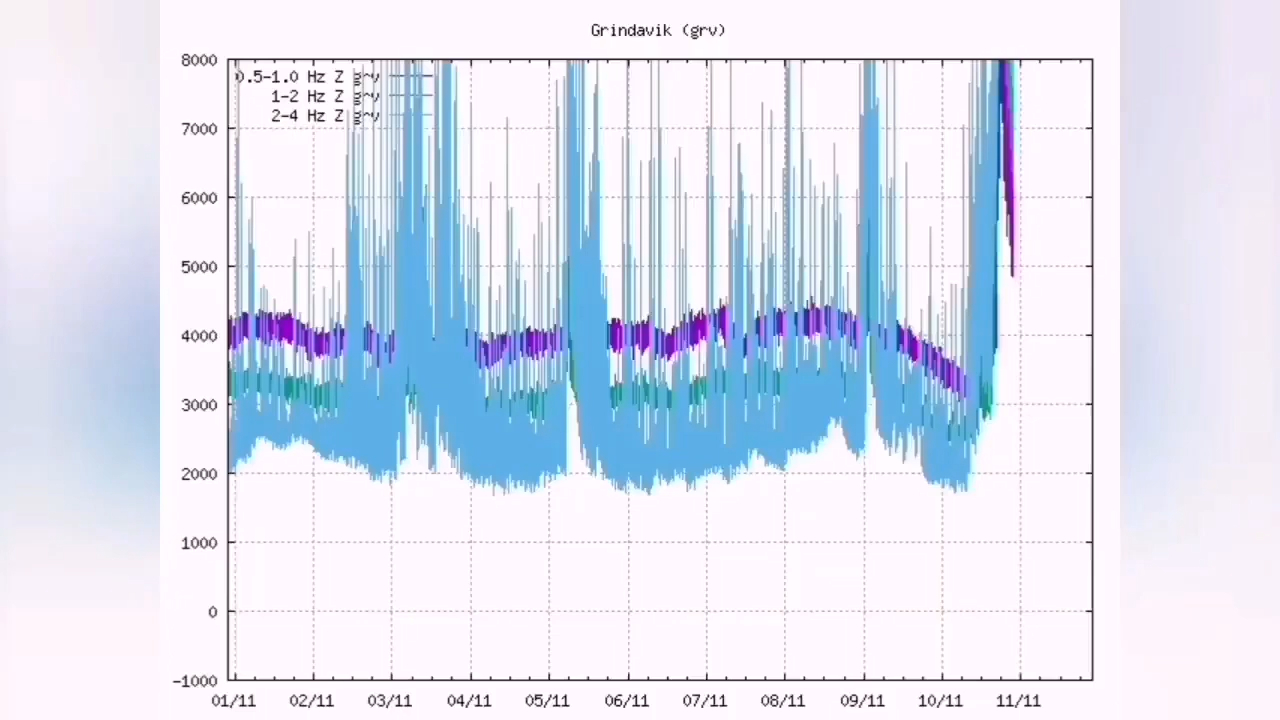 Grindavik (grv)
8000
0.5-1.0 Hz Z grv
1-2 Hz Z grv
2-4 Hz Z grv
7000
6000
5000
4000
3000
2000
1000
0
-1000
01/11 02/11 03/11 04/11 05/11 06/11 07/11 08/11 09/11 10/11 11/11